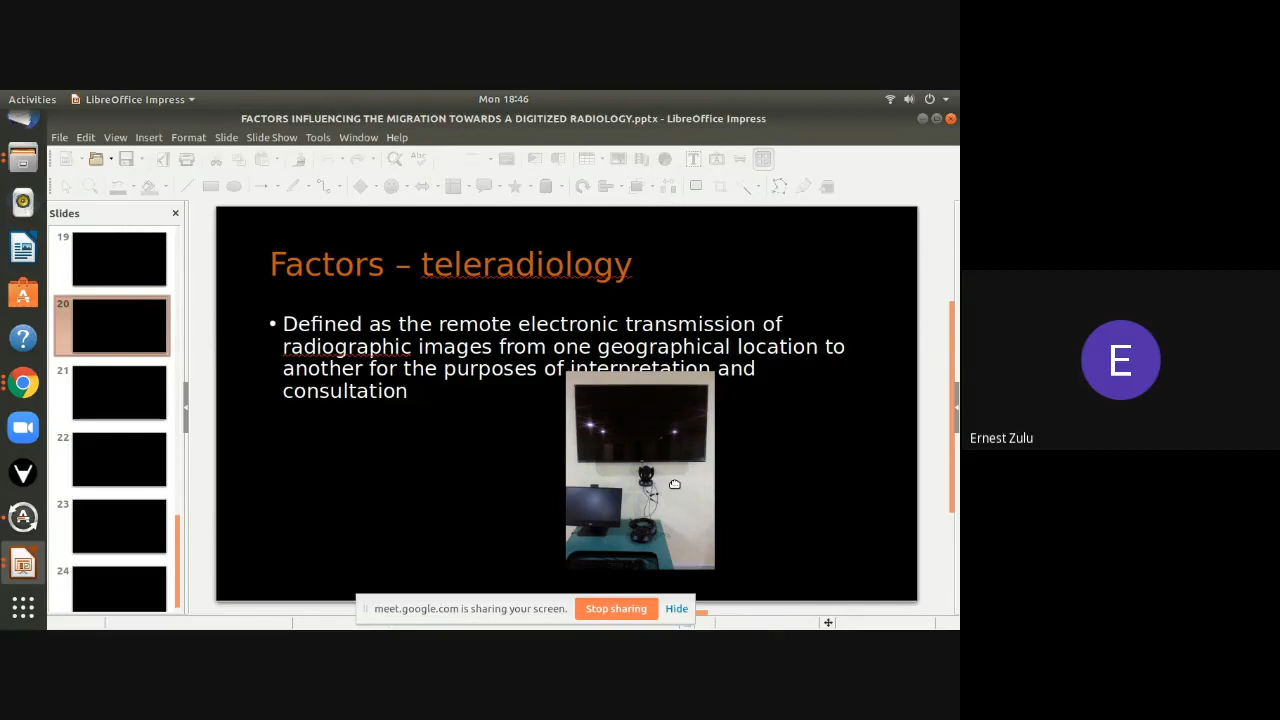 Activities LibreOffice Impress Mon 18:46
FACTORS INFLUENCING THE MIGRATION TOWARDS A DIGITIZED RADIOLOGY.pptx - LibreOffice Impress
File Edit View Insert Format Slide Slide Show Tools Window Help
Slides
19
20
21
22
23
24
Factors – teleradiology
• Defined as the remote electronic transmission of
radiographic images from one geographical location to
another for the purposes of interpretation and
consultation
meet.google.com is sharing your screen. Stop sharing Hide
E
Ernest Zulu